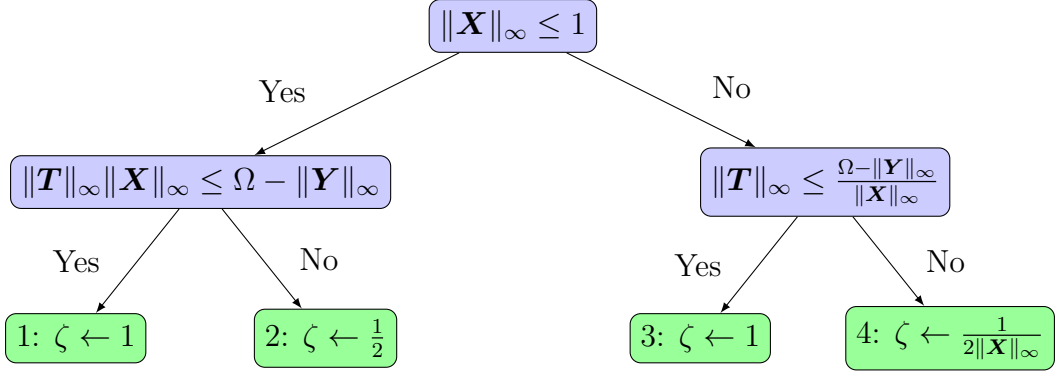 ‖X‖∞ ≤ 1
Yes
No
‖T‖∞‖X‖∞ ≤ Ω − ‖Y‖∞
‖T‖∞ ≤ (Ω−‖Y‖∞)/‖X‖∞
Yes
No
Yes
No
1: ζ ← 1
2: ζ ← 1/2
3: ζ ← 1
4: ζ ← 1/(2‖X‖∞)